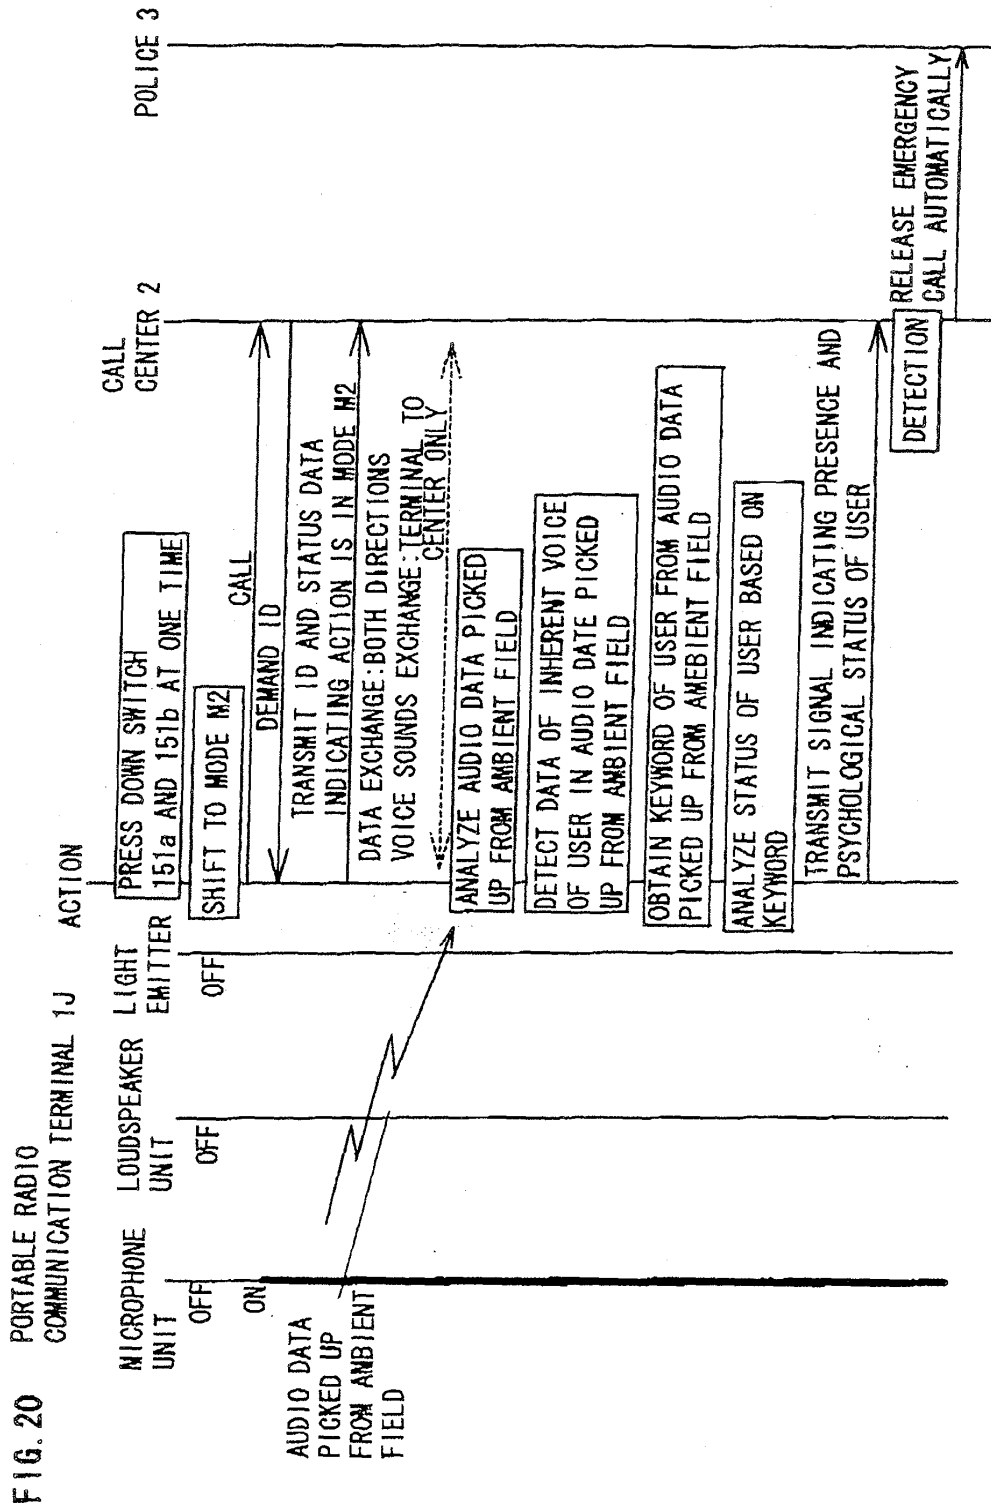 FIG. 20
PORTABLE RADIO
COMMUNICATION TERMINAL 1J
MICROPHONE
UNIT
LOUDSPEAKER
UNIT
LIGHT
EMITTER
ACTION
CALL
CENTER 2
POLICE 3
OFF
OFF
OFF
ON
PRESS DOWN SWITCH
151a AND 151b AT ONE TIME
SHIFT TO MODE M2
CALL
DEMAND ID
TRANSMIT ID AND STATUS DATA
INDICATING ACTION IS IN MODE M2
DATA EXCHANGE:BOTH DIRECTIONS
VOICE SOUNDS EXCHANGE:TERMINAL TO
CENTER ONLY
AUDIO DATA
PICKED UP
FROM AMBIENT
FIELD
ANALYZE AUDIO DATA PICKED
UP FROM AMBIENT FIELD
DETECT DATA OF INHERENT VOICE
OF USER IN AUDIO DATE PICKED
UP FROM AMBIENT FIELD
OBTAIN KEYWORD OF USER FROM AUDIO DATA
PICKED UP FROM AMEBIENT FIELD
ANALYZE STATUS OF USER BASED ON
KEYWORD
TRANSMIT SIGNAL INDICATING PRESENCE AND
PSYCHOLOGICAL STATUS OF USER
DETECTION
RELEASE EMERGENCY
CALL AUTOMATICALLY